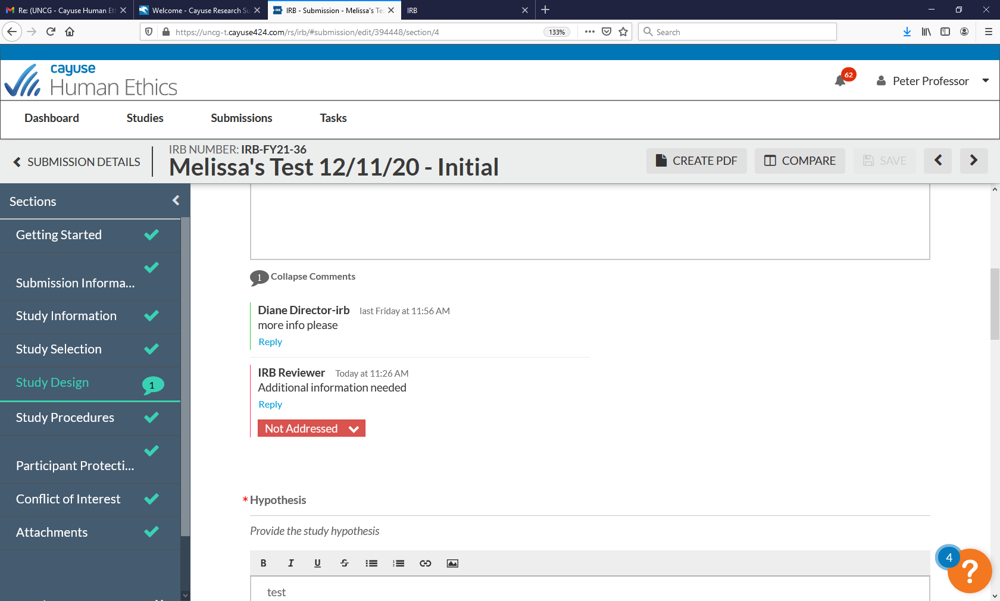 Re: (UNCG - Cayuse Human Et
Welcome - Cayuse Research Su
IRB - Submission - Melissa's Te
IRB
https://uncg-t.cayuse424.com/rs/irb/#submission/edit/394448/section/4
133%
Search
cayuse
Human Ethics
62
Peter Professor
Dashboard
Studies
Submissions
Tasks
SUBMISSION DETAILS
IRB NUMBER: IRB-FY21-36
Melissa's Test 12/11/20 - Initial
CREATE PDF
COMPARE
SAVE
Sections
Getting Started
Submission Informa...
Study Information
Study Selection
Study Design
1
Study Procedures
Participant Protecti...
Conflict of Interest
Attachments
1 Collapse Comments
Diane Director-irb last Friday at 11:56 AM
more info please
Reply
IRB Reviewer Today at 11:26 AM
Additional information needed
Reply
Not Addressed
* Hypothesis
Provide the study hypothesis
B I U S
test
4
?